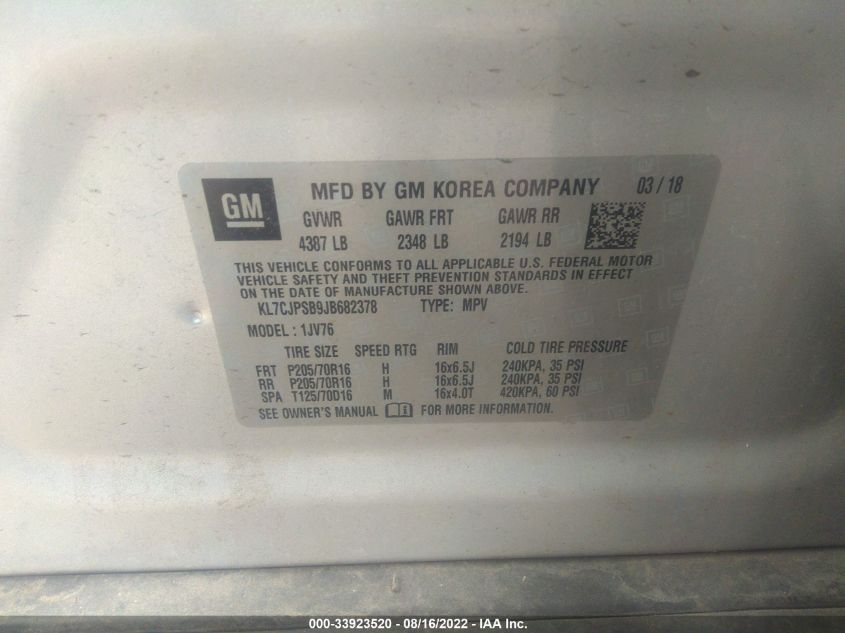 GM MFD BY GM KOREA COMPANY 03 / 18
GVWR GAWR FRT GAWR RR
4387 LB 2348 LB 2194 LB
THIS VEHICLE CONFORMS TO ALL APPLICABLE U.S. FEDERAL MOTOR
VEHICLE SAFETY AND THEFT PREVENTION STANDARDS IN EFFECT
ON THE DATE OF MANUFACTURE SHOWN ABOVE.
KL7CJPSB9JB682378 TYPE: MPV
MODEL : 1JV76
TIRE SIZE SPEED RTG RIM COLD TIRE PRESSURE
FRT P205/70R16 H 16x6.5J 240KPA, 35 PSI
RR P205/70R16 H 16x6.5J 240KPA, 35 PSI
SPA T125/70D16 M 16x4.0T 420KPA, 60 PSI
SEE OWNER'S MANUAL FOR MORE INFORMATION.
000-33923520 - 08/16/2022 - IAA Inc.